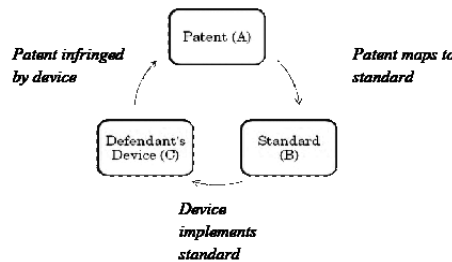 Patent (A)
Patent infringed
by device
Patent maps to
standard
Defendant's
Device (C)
Standard
(B)
Device
implements
standard